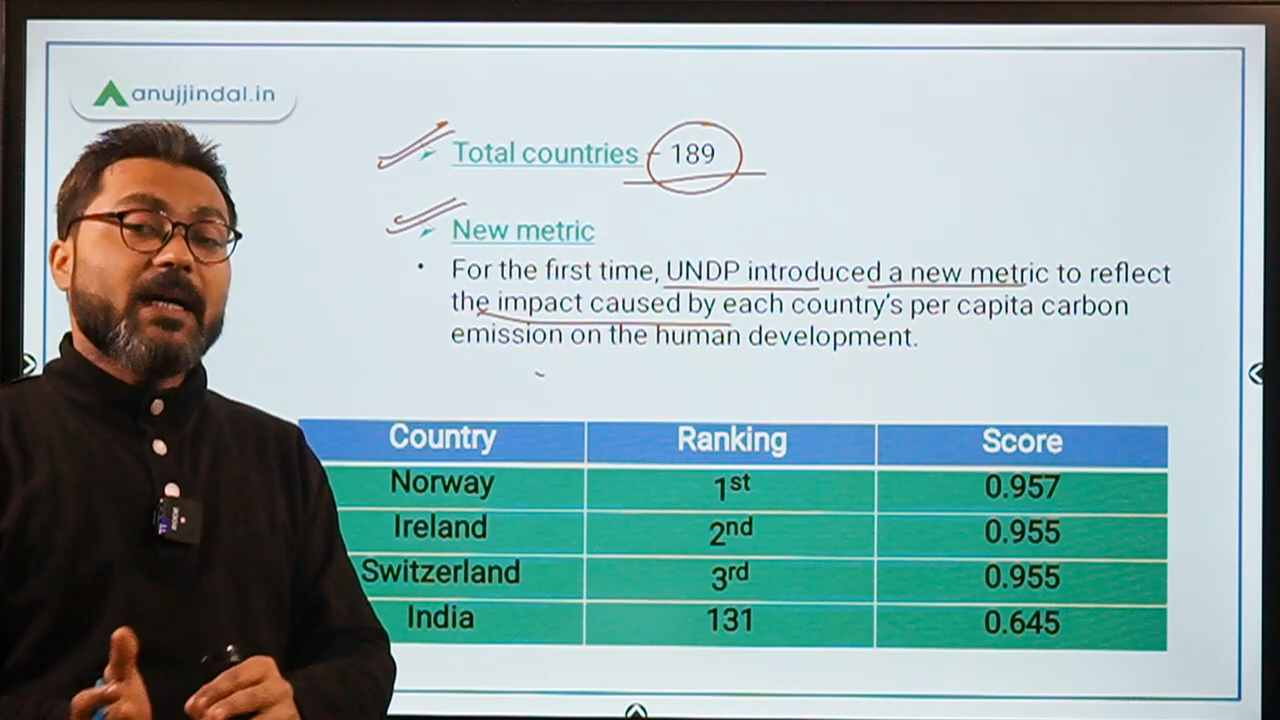 anujjindal.in
Total countries - 189
New metric
For the first time, UNDP introduced a new metric to reflect
the impact caused by each country's per capita carbon
emission on the human development.
Country Ranking Score
Norway 1st 0.957
Ireland 2nd 0.955
Switzerland 3rd 0.955
India 131 0.645